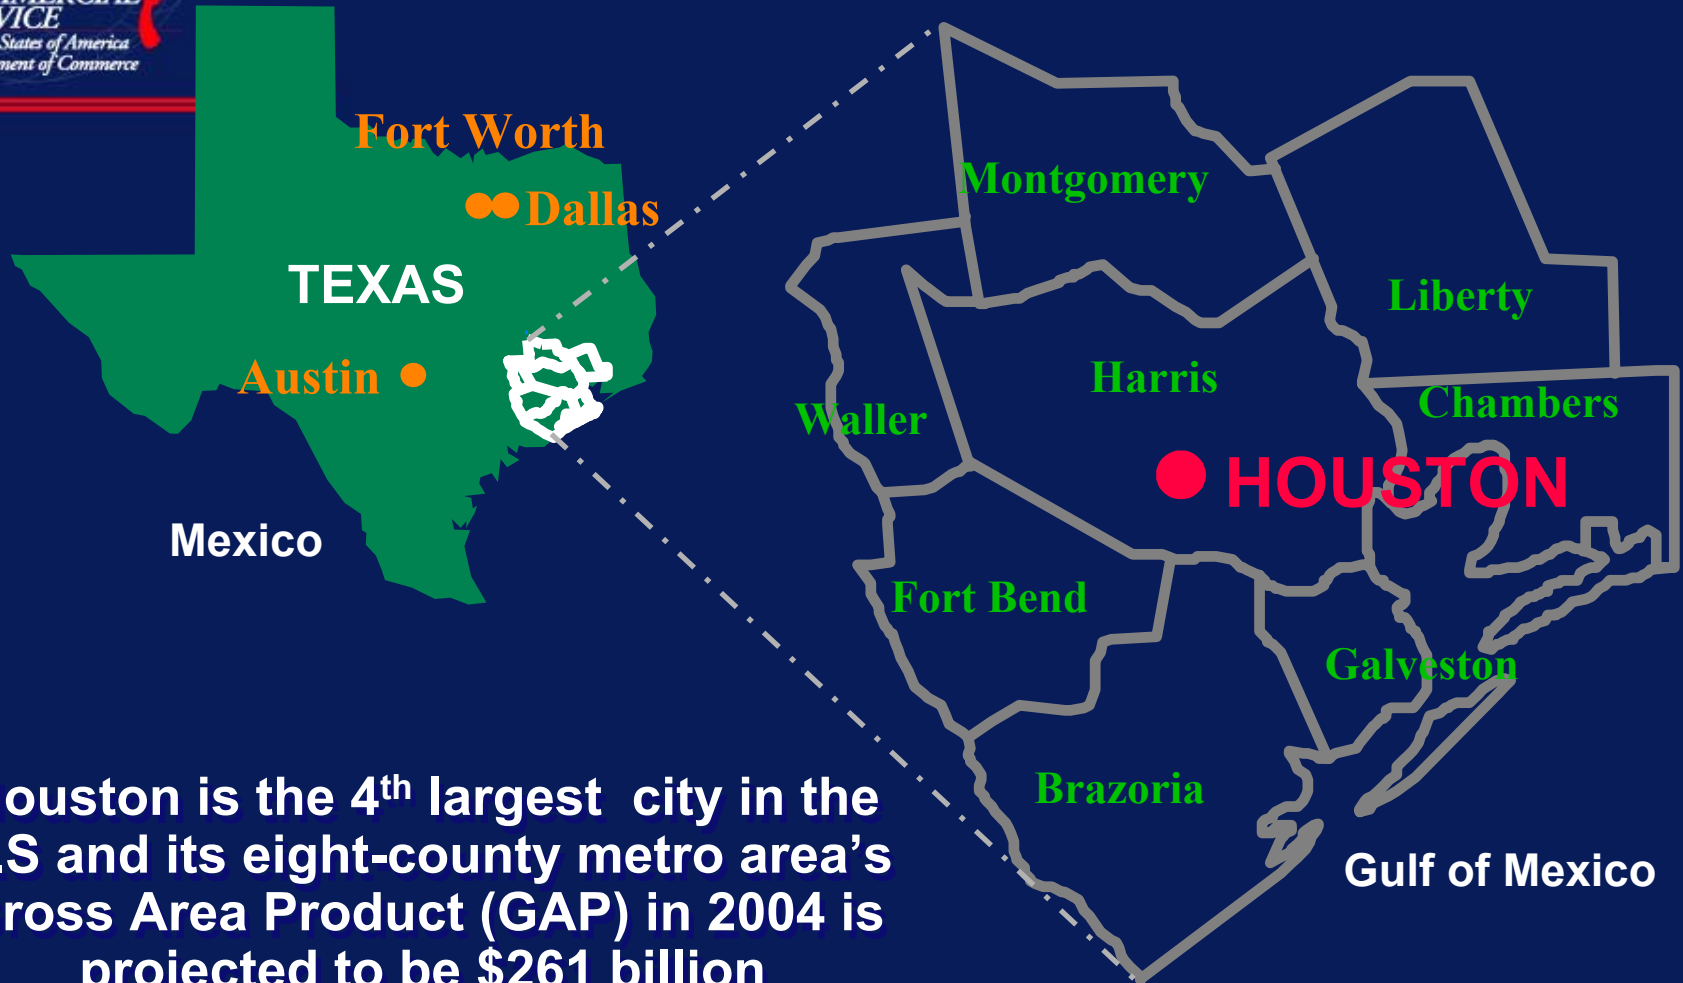 VICE
States of America
ment of Commerce
Fort Worth
Dallas
TEXAS
Austin
Mexico
Montgomery
Liberty
Harris
Chambers
Waller
HOUSTON
Fort Bend
Galveston
Brazoria
Gulf of Mexico
ouston is the 4th largest city in the
.S and its eight-county metro area's
ross Area Product (GAP) in 2004 is
projected to be $261 billion